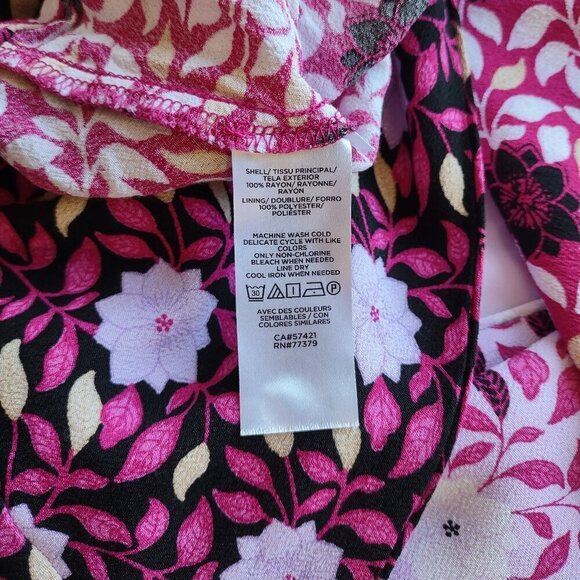 SHELL/ TISSU PRINCIPAL/
TELA EXTERIOR
100% RAYON/ RAYONNE/
RAYÓN
LINING/ DOUBLURE/ FORRO
100% POLYESTER/
POLIÉSTER
MACHINE WASH COLD
DELICATE CYCLE WITH LIKE
COLORS
ONLY NON-CHLORINE
BLEACH WHEN NEEDED
LINE DRY
COOL IRON WHEN NEEDED
30 P
AVEC DES COULEURS
SEMBLABLES / CON
COLORES SIMILARES
CA#57421
RN#77379